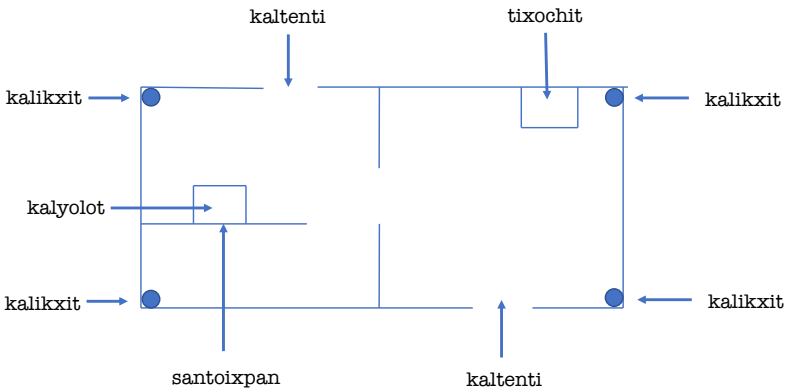 kaltenti
tixochit
kalikxit
kalikxit
kalyolot
kalikxit
kalikxit
santoixpan
kaltenti